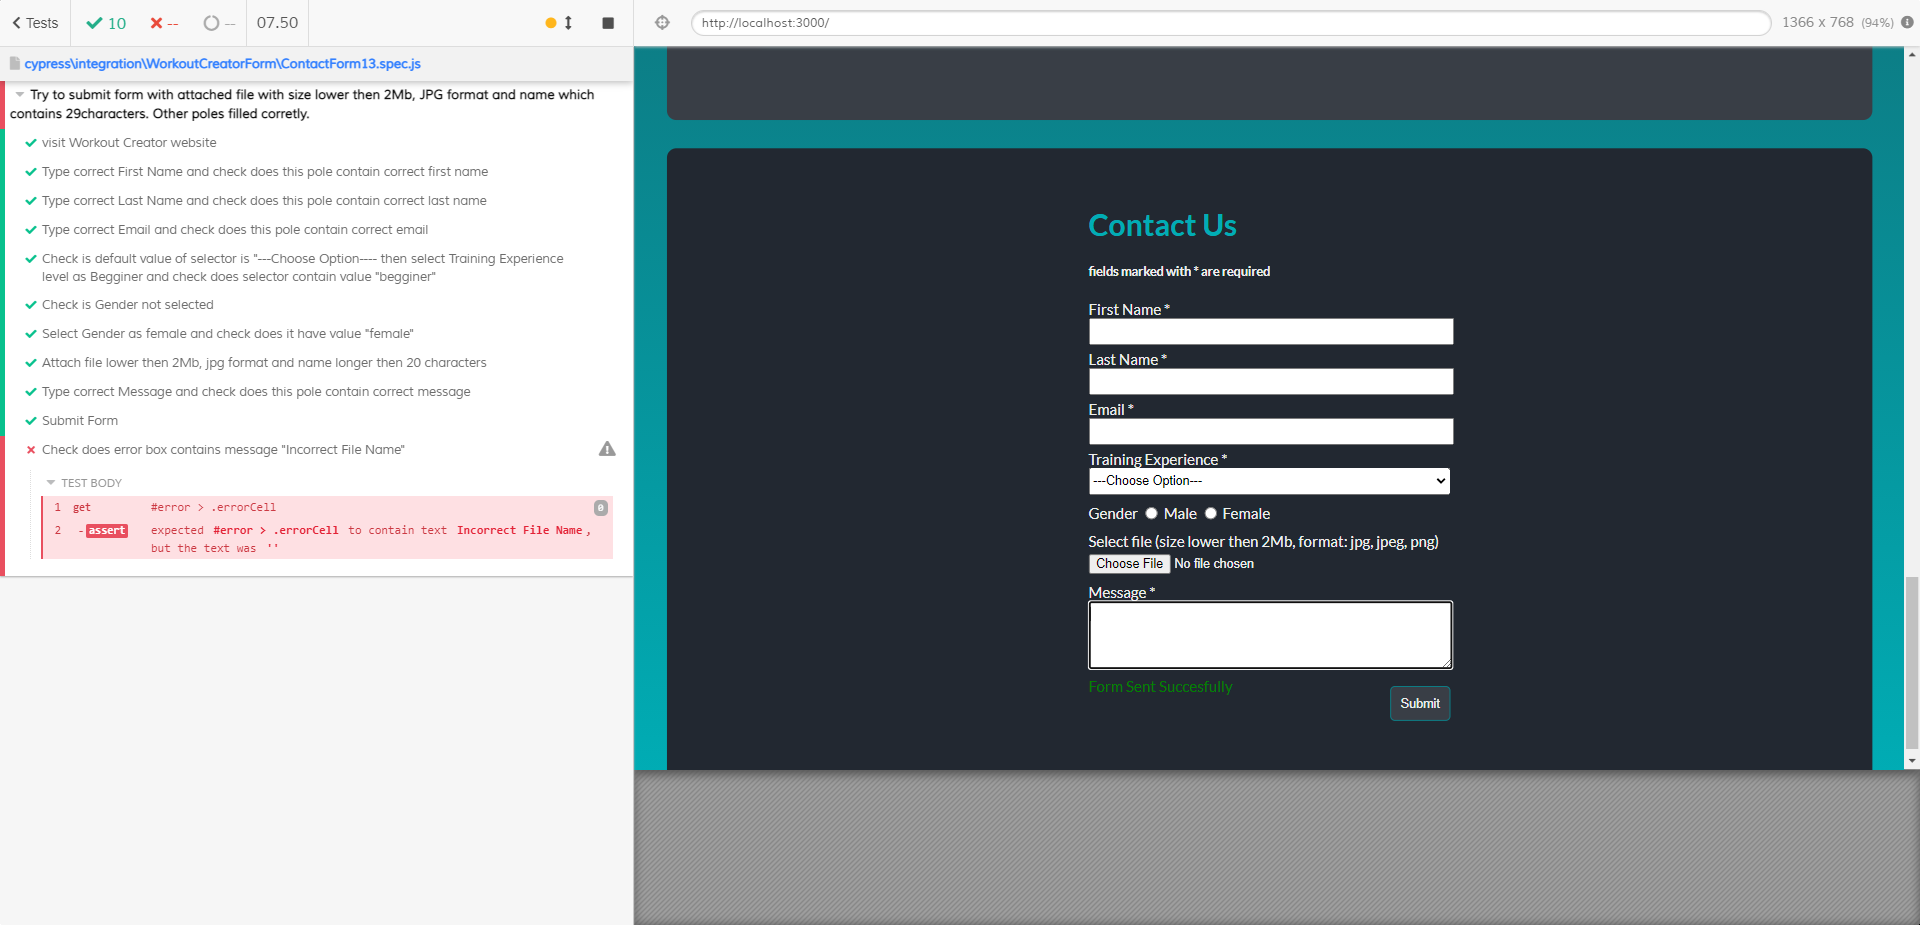 Tests
10
--
--
07.50
http://localhost:3000/
1366 x 768 (94%)
cypress\integration\WorkoutCreatorForm\ContactForm13.spec.js
Try to submit form with attached file with size lower then 2Mb, JPG format and name which
contains 29characters. Other poles filled corretly.
visit Workout Creator website
Type correct First Name and check does this pole contain correct first name
Type correct Last Name and check does this pole contain correct last name
Type correct Email and check does this pole contain correct email
Check is default value of selector is "---Choose Option---- then select Training Experience
level as Begginer and check does selector contain value "begginer"
Check is Gender not selected
Select Gender as female and check does it have value "female"
Attach file lower then 2Mb, jpg format and name longer then 20 characters
Type correct Message and check does this pole contain correct message
Submit Form
Check does error box contains message "Incorrect File Name"
TEST BODY
1 get #error > .errorCell 0
2 -assert expected #error > .errorCell to contain text Incorrect File Name,
but the text was ''
Contact Us
fields marked with * are required
First Name *
Last Name *
Email *
Training Experience *
---Choose Option---
Gender Male Female
Select file (size lower then 2Mb, format: jpg, jpeg, png)
Choose File No file chosen
Message *
Form Sent Succesfully
Submit